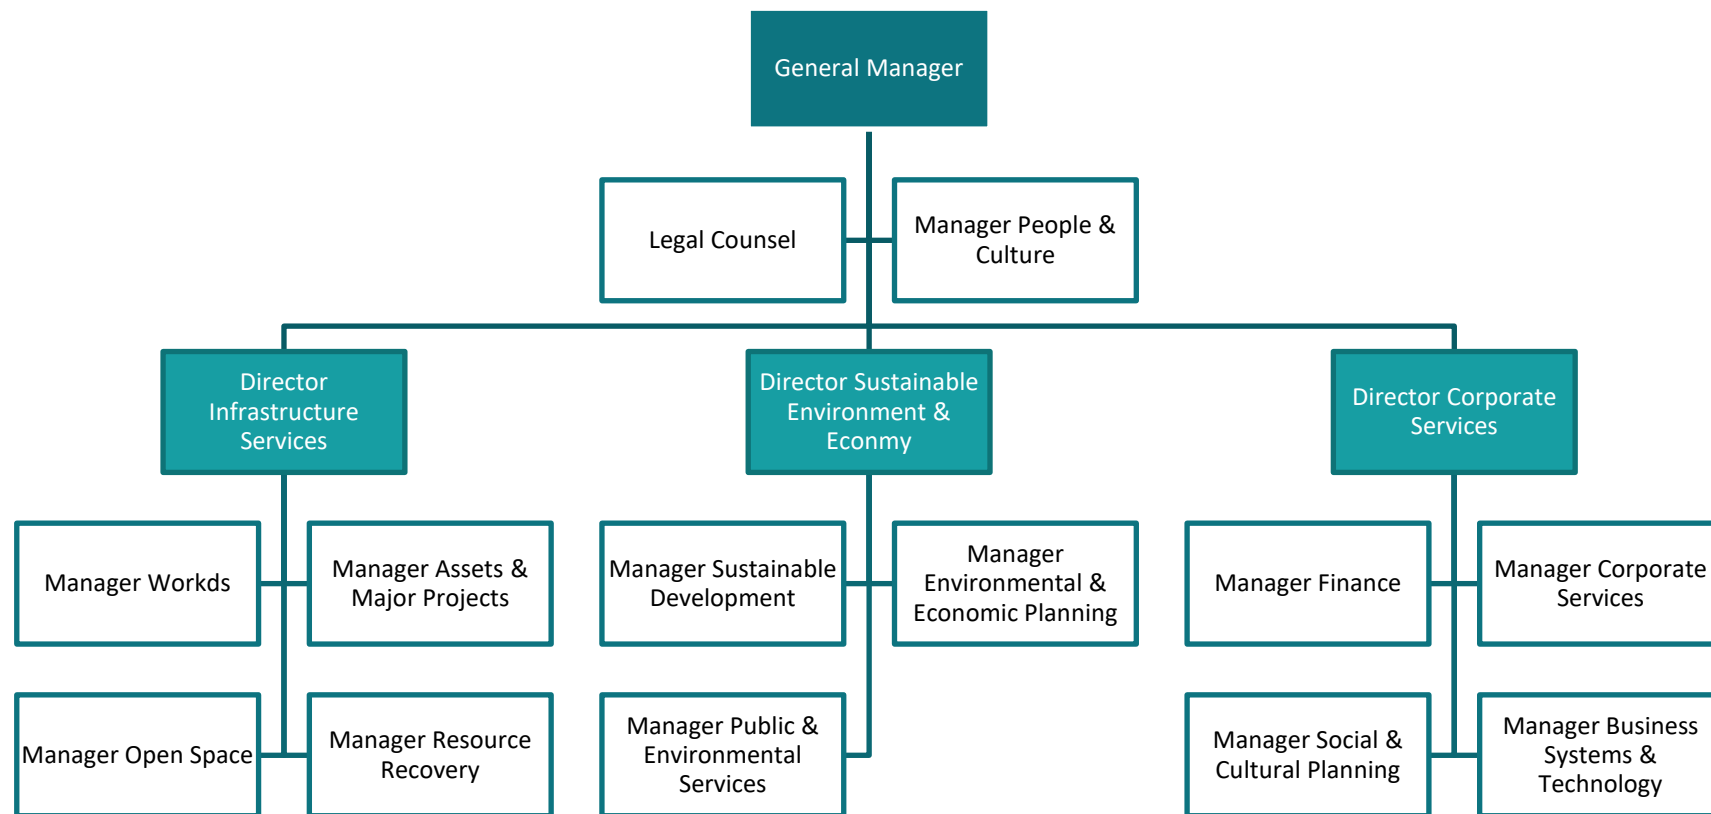 General Manager
Legal Counsel
Manager People &
Culture
Director
Infrastructure
Services
Director Sustainable
Environment &
Econmy
Director Corporate
Services
Manager Workds
Manager Assets &
Major Projects
Manager Sustainable
Development
Manager
Environmental &
Economic Planning
Manager Finance
Manager Corporate
Services
Manager Open Space
Manager Resource
Recovery
Manager Public &
Environmental
Services
Manager Social &
Cultural Planning
Manager Business
Systems &
Technology